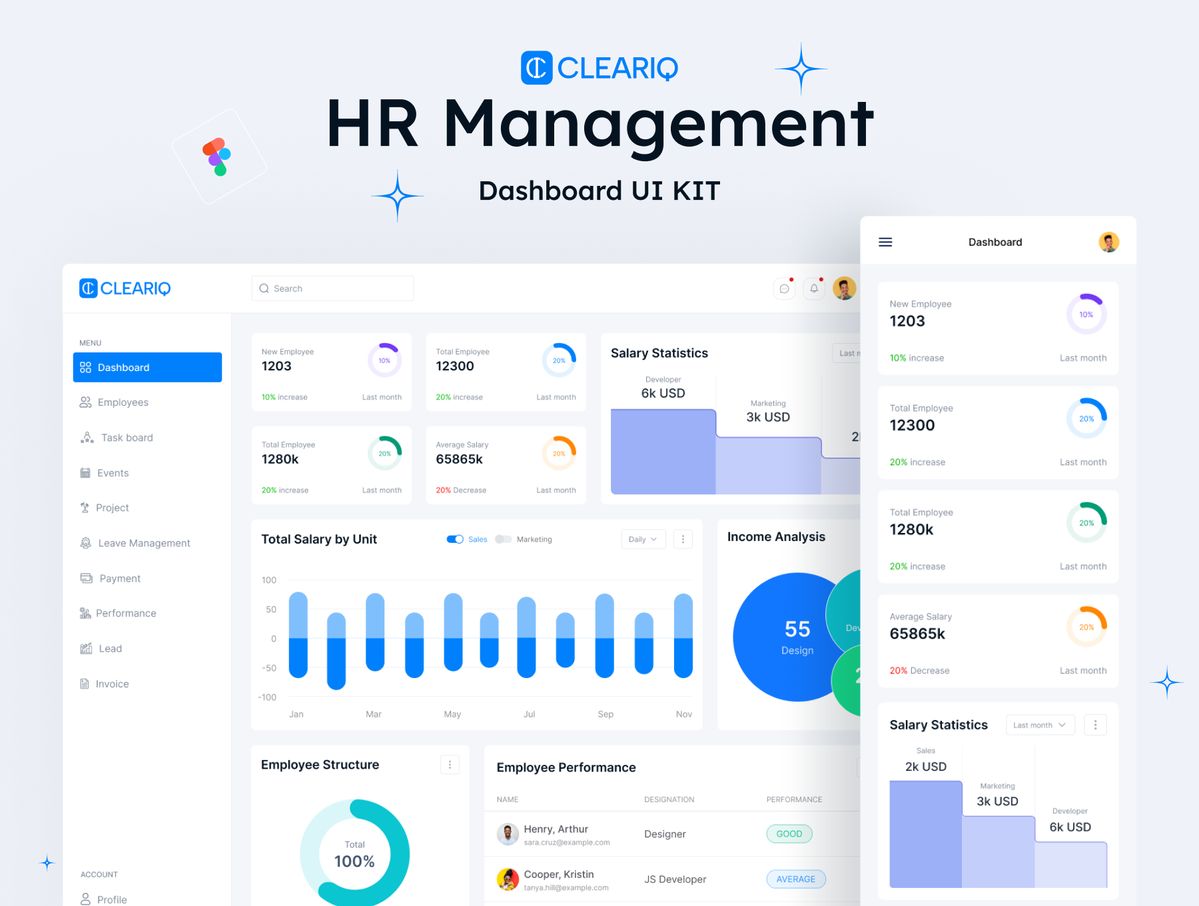 CLEARIQ
HR Management
Dashboard UI KIT
CLEARIQ
Search
MENU
Dashboard
Employees
Task board
Events
Project
Leave Management
Payment
Performance
Lead
Invoice
ACCOUNT
Profile
New Employee
1203
10%
10% increase
Last month
Total Employee
12300
20%
20% increase
Last month
Total Employee
1280k
20%
20% increase
Last month
Average Salary
65865k
20%
20% Decrease
Last month
Salary Statistics
Last m
Developer
6k USD
Marketing
3k USD
2
Total Salary by Unit
Sales
Marketing
Daily
100
50
0
-50
-100
Jan
Mar
May
Jul
Sep
Nov
Income Analysis
55
Design
Dev
2
Employee Structure
Total
100%
Employee Performance
NAME
DESIGNATION
PERFORMANCE
Henry, Arthur
sara.cruz@example.com
Designer
GOOD
Cooper, Kristin
tanya.hill@example.com
JS Developer
AVERAGE
Dashboard
New Employee
1203
10%
10% increase
Last month
Total Employee
12300
20%
20% increase
Last month
Total Employee
1280k
20%
20% increase
Last month
Average Salary
65865k
20%
20% Decrease
Last month
Salary Statistics
Last month
Sales
2k USD
Marketing
3k USD
Developer
6k USD